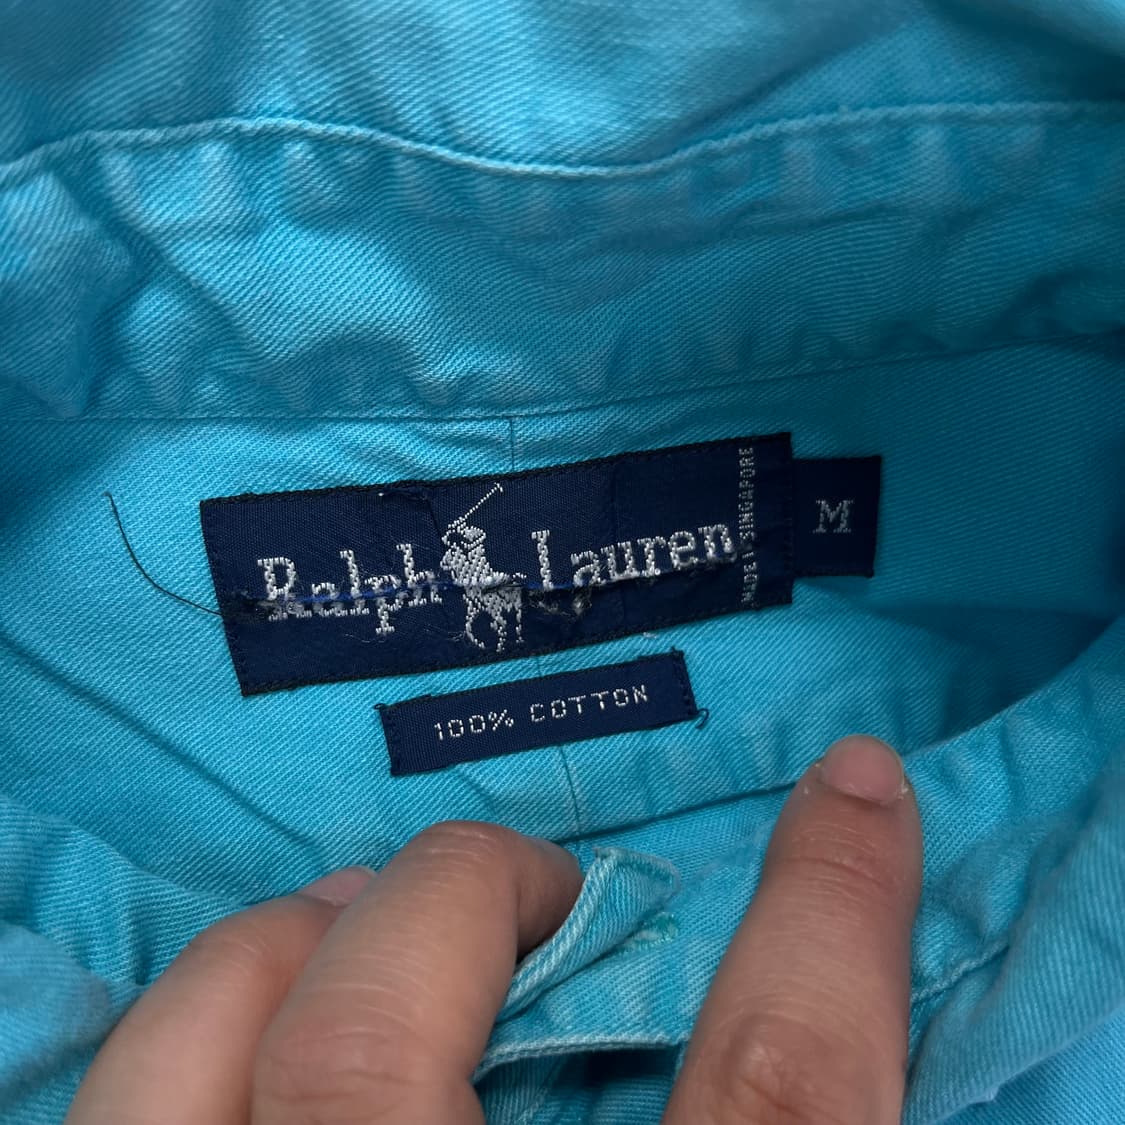 Ralph Lauren
MADE IN SINGAPORE
M
100% COTTON